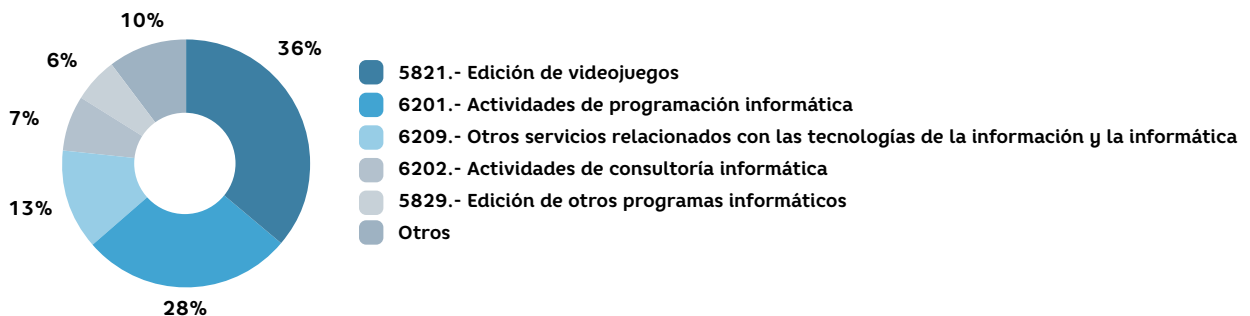 10%
36%
6%
7%
13%
28%
5821.- Edición de videojuegos
6201.- Actividades de programación informática
6209.- Otros servicios relacionados con las tecnologías de la información y la informática
6202.- Actividades de consultoría informática
5829.- Edición de otros programas informáticos
Otros